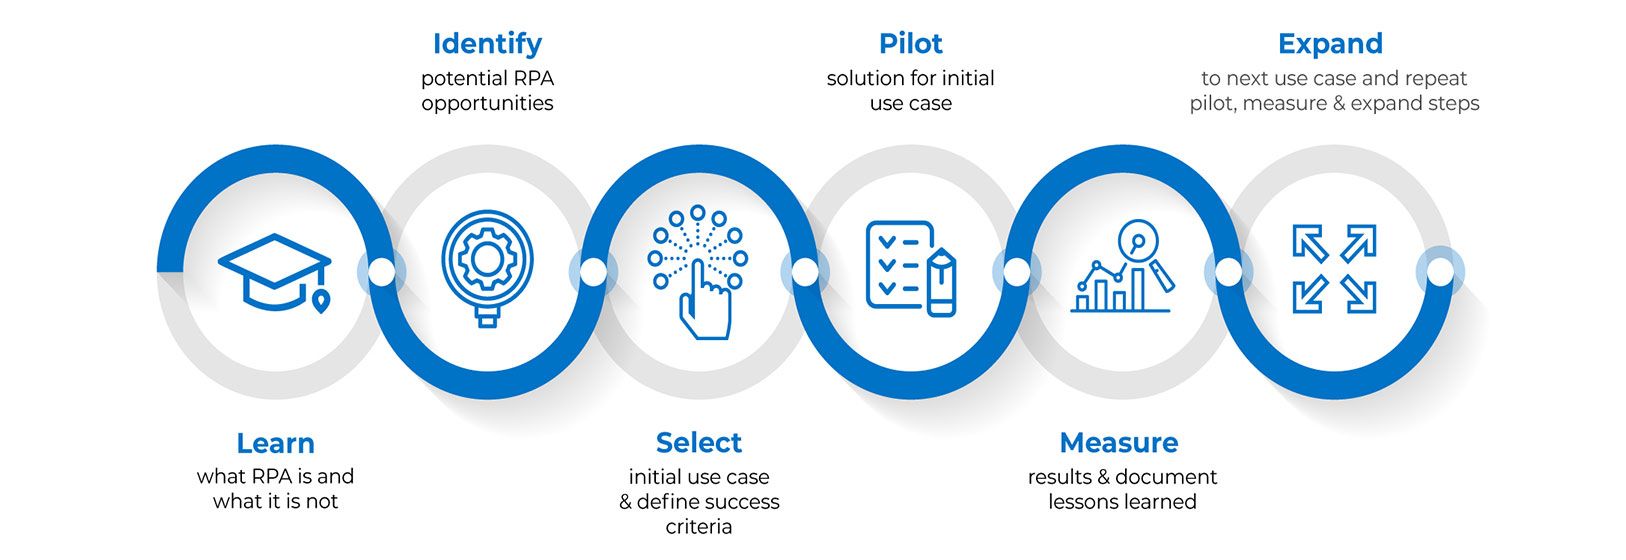 Learn
what RPA is and
what it is not
Identify
potential RPA
opportunities
Select
initial use case
& define success
criteria
Pilot
solution for initial
use case
Measure
results & document
lessons learned
Expand
to next use case and repeat
pilot, measure & expand steps